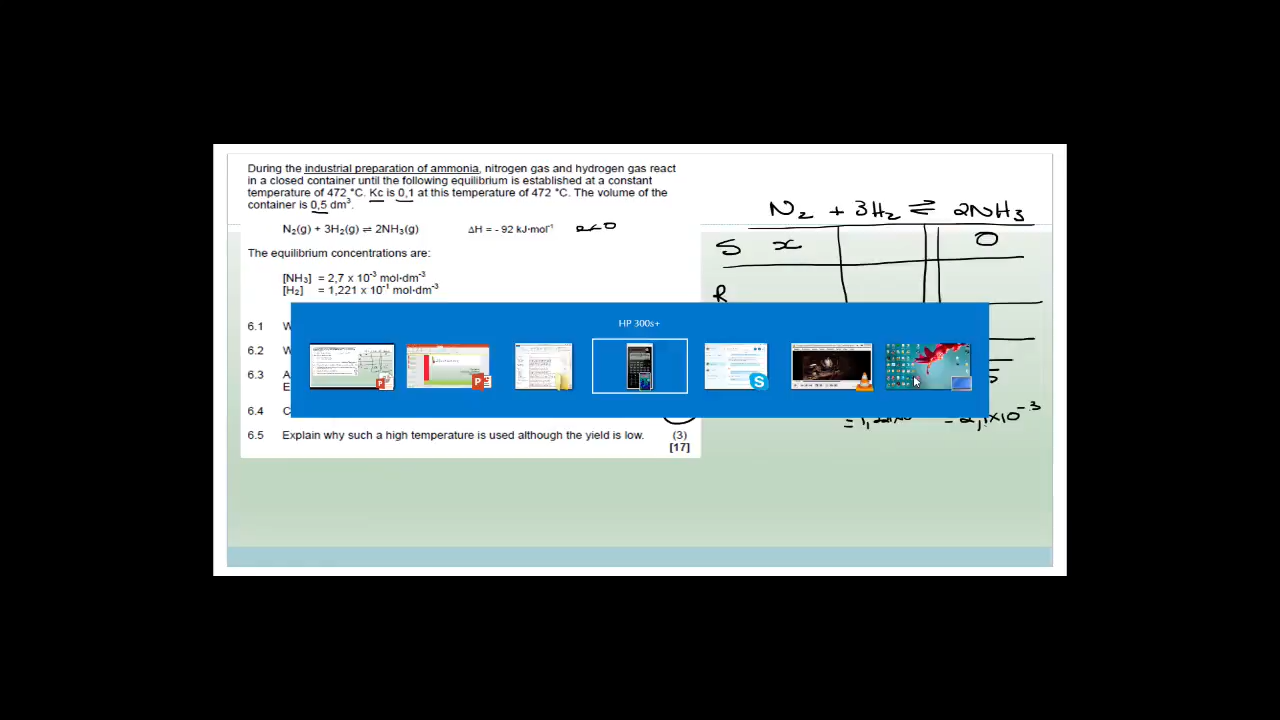 During the industrial preparation of ammonia, nitrogen gas and hydrogen gas react
in a closed container until the following equilibrium is established at a constant
temperature of 472 °C. Kc is 0,1 at this temperature of 472 °C. The volume of the
container is 0,5 dm³.
N₂(g) + 3H₂(g) ⇌ 2NH₃(g) ΔH = - 92 kJ·mol⁻¹ <0
The equilibrium concentrations are:
[NH₃] = 2,7 x 10⁻³ mol·dm⁻³
[H₂] = 1,221 x 10⁻¹ mol·dm⁻³
6.1 W
6.2 W
6.3 A
E
6.4 C
6.5 Explain why such a high temperature is used although the yield is low. (3)
[17]
N₂ + 3H₂ ⇌ 2NH₃
S x 0
R
HP 300s+